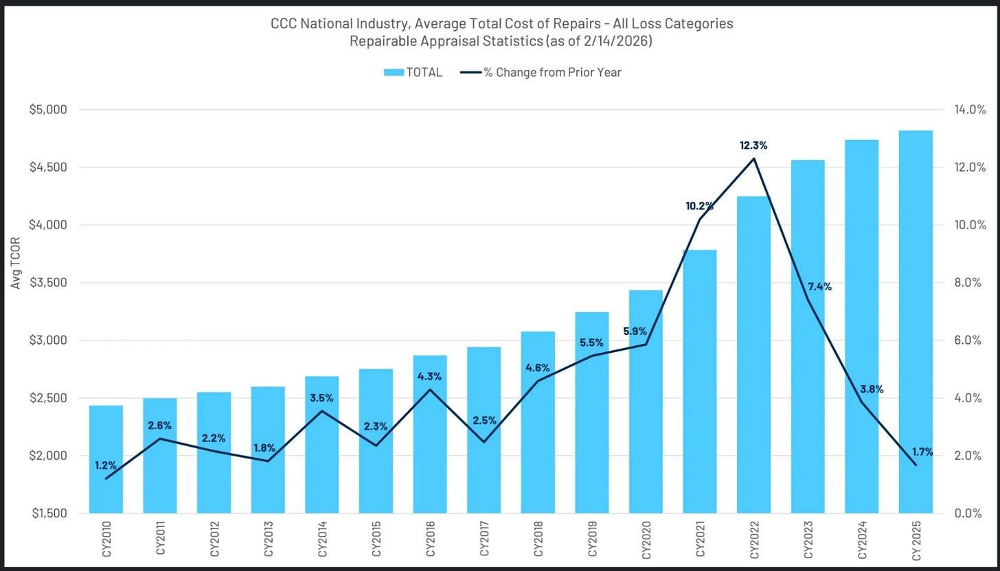 CCC National Industry, Average Total Cost of Repairs - All Loss Categories
Repairable Appraisal Statistics (as of 2/14/2026)
TOTAL % Change from Prior Year
Avg TCOR
$5,000
$4,500
$4,000
$3,500
$3,000
$2,500
$2,000
$1,500
14.0%
12.0%
10.0%
8.0%
6.0%
4.0%
2.0%
0.0%
1.2%
2.6%
2.2%
1.8%
3.5%
2.3%
4.3%
2.5%
4.6%
5.5%
5.9%
10.2%
12.3%
7.4%
3.8%
1.7%
CY2010
CY2011
CY2012
CY2013
CY2014
CY2015
CY2016
CY2017
CY2018
CY2019
CY2020
CY2021
CY2022
CY2023
CY2024
CY 2025